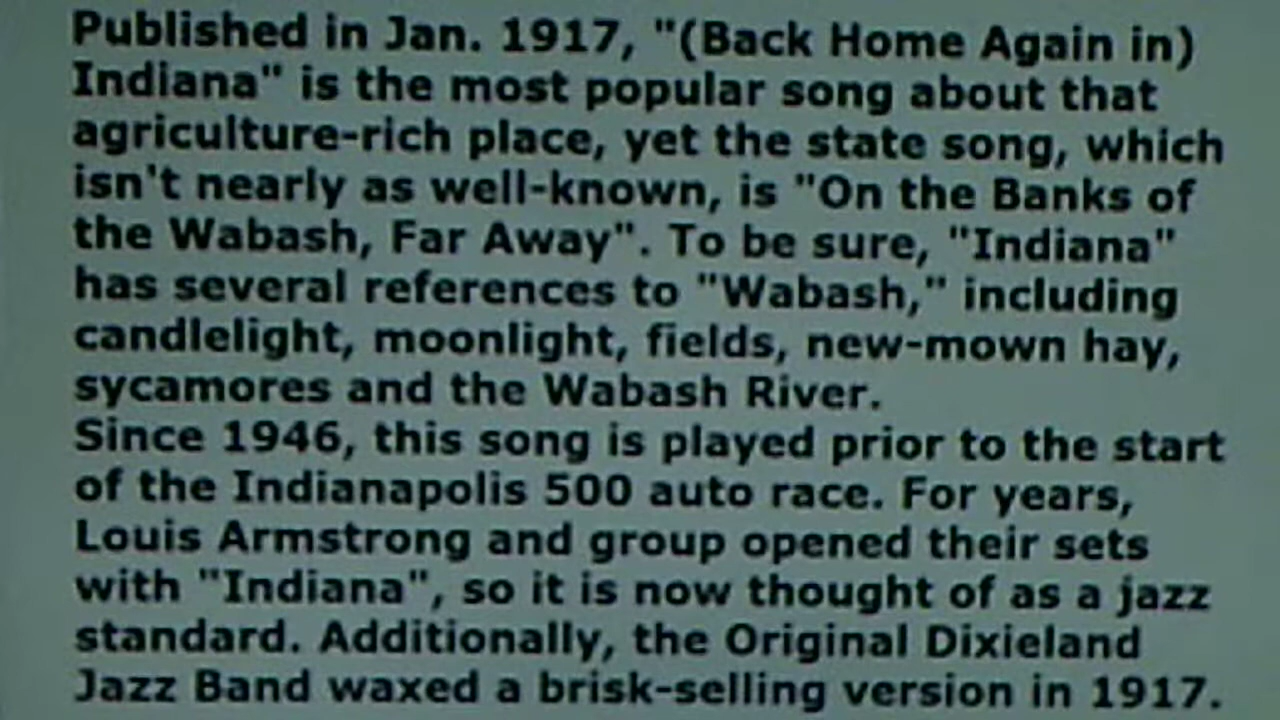 Published in Jan. 1917, "(Back Home Again in)
Indiana" is the most popular song about that
agriculture-rich place, yet the state song, which
isn't nearly as well-known, is "On the Banks of
the Wabash, Far Away". To be sure, "Indiana"
has several references to "Wabash," including
candlelight, moonlight, fields, new-mown hay,
sycamores and the Wabash River.
Since 1946, this song is played prior to the start
of the Indianapolis 500 auto race. For years,
Louis Armstrong and group opened their sets
with "Indiana", so it is now thought of as a jazz
standard. Additionally, the Original Dixieland
Jazz Band waxed a brisk-selling version in 1917.